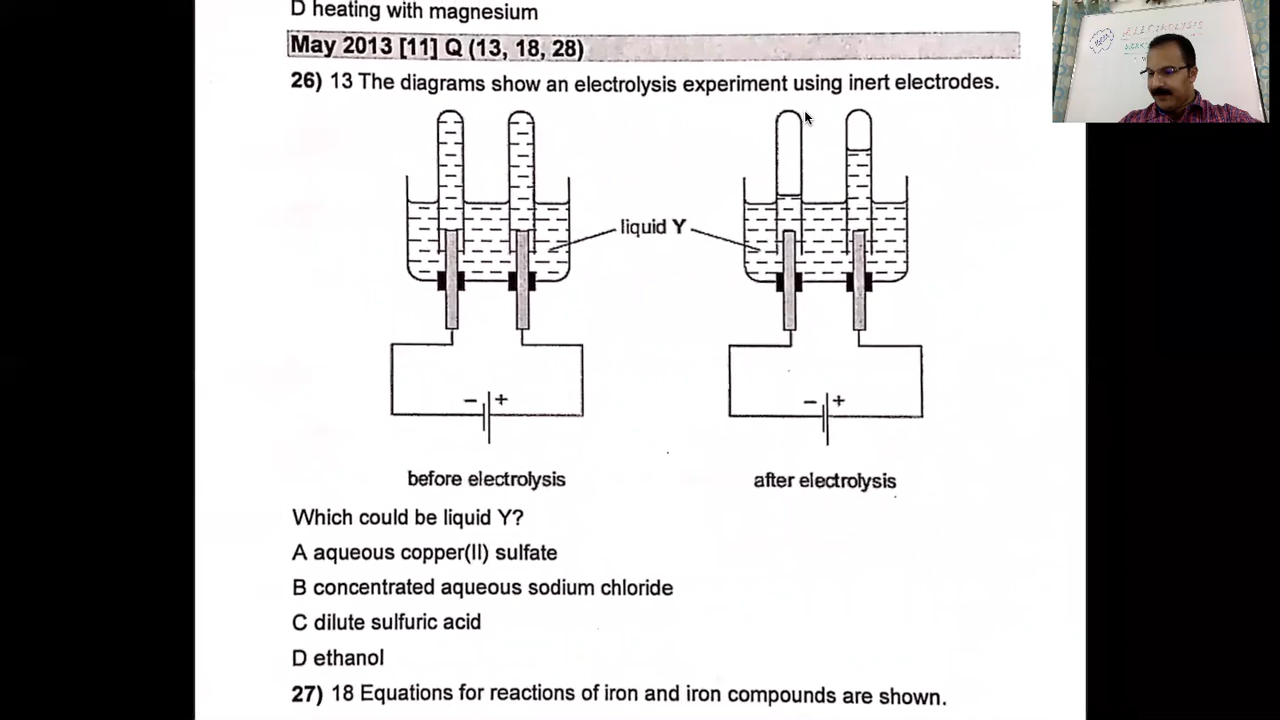 D heating with magnesium
May 2013 [11] Q (13, 18, 28)
26) 13 The diagrams show an electrolysis experiment using inert electrodes.
liquid Y
− +
− +
before electrolysis
after electrolysis
Which could be liquid Y?
A aqueous copper(II) sulfate
B concentrated aqueous sodium chloride
C dilute sulfuric acid
D ethanol
27) 18 Equations for reactions of iron and iron compounds are shown.
ELECTROLYSIS